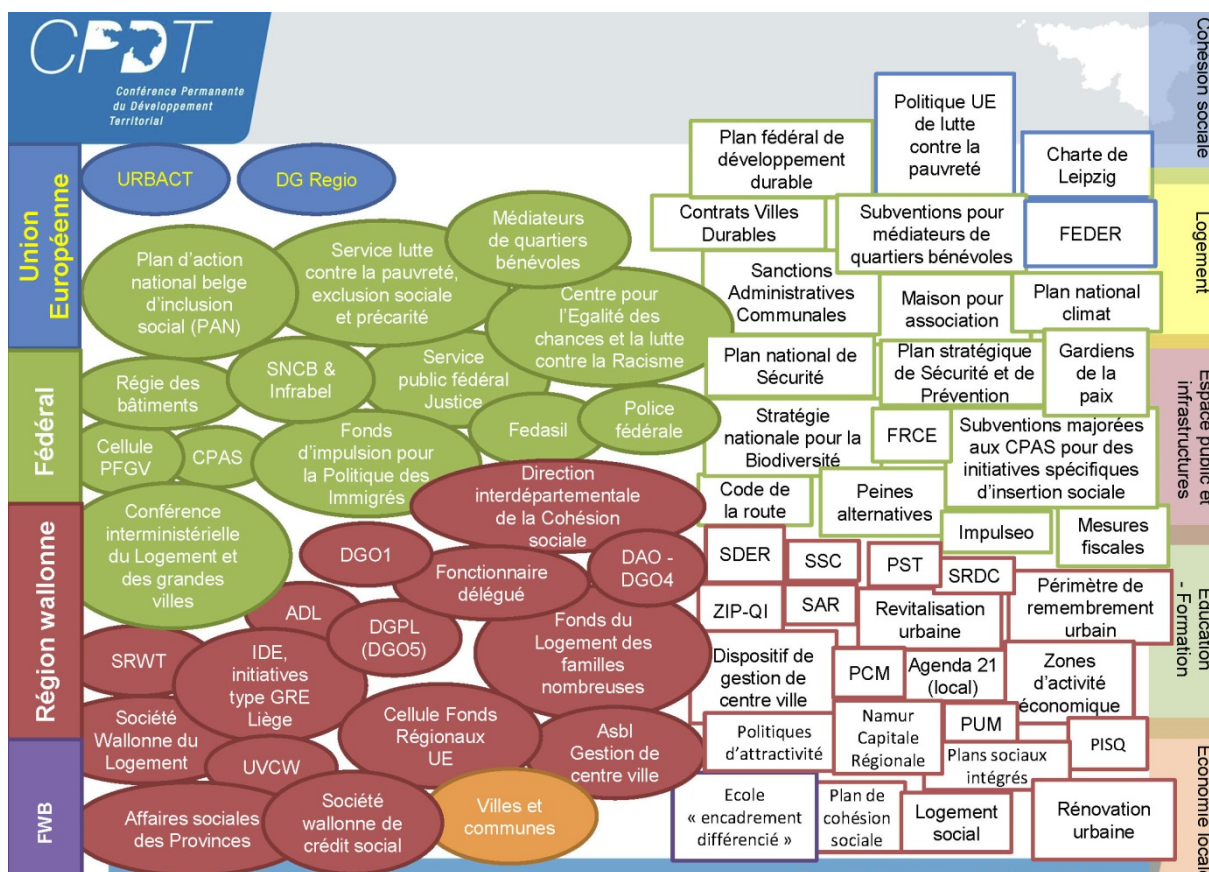 CPDT
Conférence Permanente
du Développement
Territorial
Union
Européenne
Fédéral
Région wallonne
FWB
URBACT
DG Regio
Plan d'action
national belge
d'inclusion
social (PAN)
Service lutte
contre la pauvreté,
exclusion sociale
et précarité
Médiateurs
de quartiers
bénévoles
Centre pour
l'Egalité des
chances et la lutte
contre la Racisme
Régie des
bâtiments
SNCB &
Infrabel
Service
public fédéral
Justice
Fedasil
Police
fédérale
Cellule
PFGV
CPAS
Fonds
d'impulsion pour
la Politique des
Immigrés
Conférence
interministérielle
du Logement et
des grandes
villes
Direction
interdépartementale
de la Cohésion
sociale
DGO1
Fonctionnaire
délégué
DAO -
DGO4
ADL
DGPL
(DGO5)
Fonds du
Logement des
familles
nombreuses
SRWT
IDE,
initiatives
type GRE
Liège
Société
Wallonne du
Logement
UVCW
Cellule Fonds
Régionaux
UE
Asbl
Gestion de
centre ville
Affaires sociales
des Provinces
Société
wallonne de
crédit social
Villes et
communes
Plan fédéral de
développement
durable
Politique UE
de lutte
contre la
pauvreté
Charte de
Leipzig
Contrats Villes
Durables
Subventions pour
médiateurs de
quartiers bénévoles
FEDER
Sanctions
Administratives
Communales
Maison pour
association
Plan national
climat
Plan national de
Sécurité
Plan stratégique
de Sécurité et de
Prévention
Gardiens
de la
paix
Stratégie
nationale pour la
Biodiversité
FRCE
Subventions majorées
aux CPAS pour des
initiatives spécifiques
d'insertion sociale
Code de
la route
Peines
alternatives
Impulseo
Mesures
fiscales
SDER
SSC
PST
SRDC
Périmètre de
remembrement
urbain
ZIP-QI
SAR
Revitalisation
urbaine
Dispositif de
gestion de
centre ville
PCM
Agenda 21
(local)
Zones
d'activité
économique
Politiques
d'attractivité
Namur
Capitale
Régionale
PUM
Plans sociaux
intégrés
PISQ
Ecole
« encadrement
différencié »
Plan de
cohésion
sociale
Logement
social
Rénovation
urbaine
Cohésion sociale
Logement
Espace public et
infrastructures
Education
- Formation
Economie locale